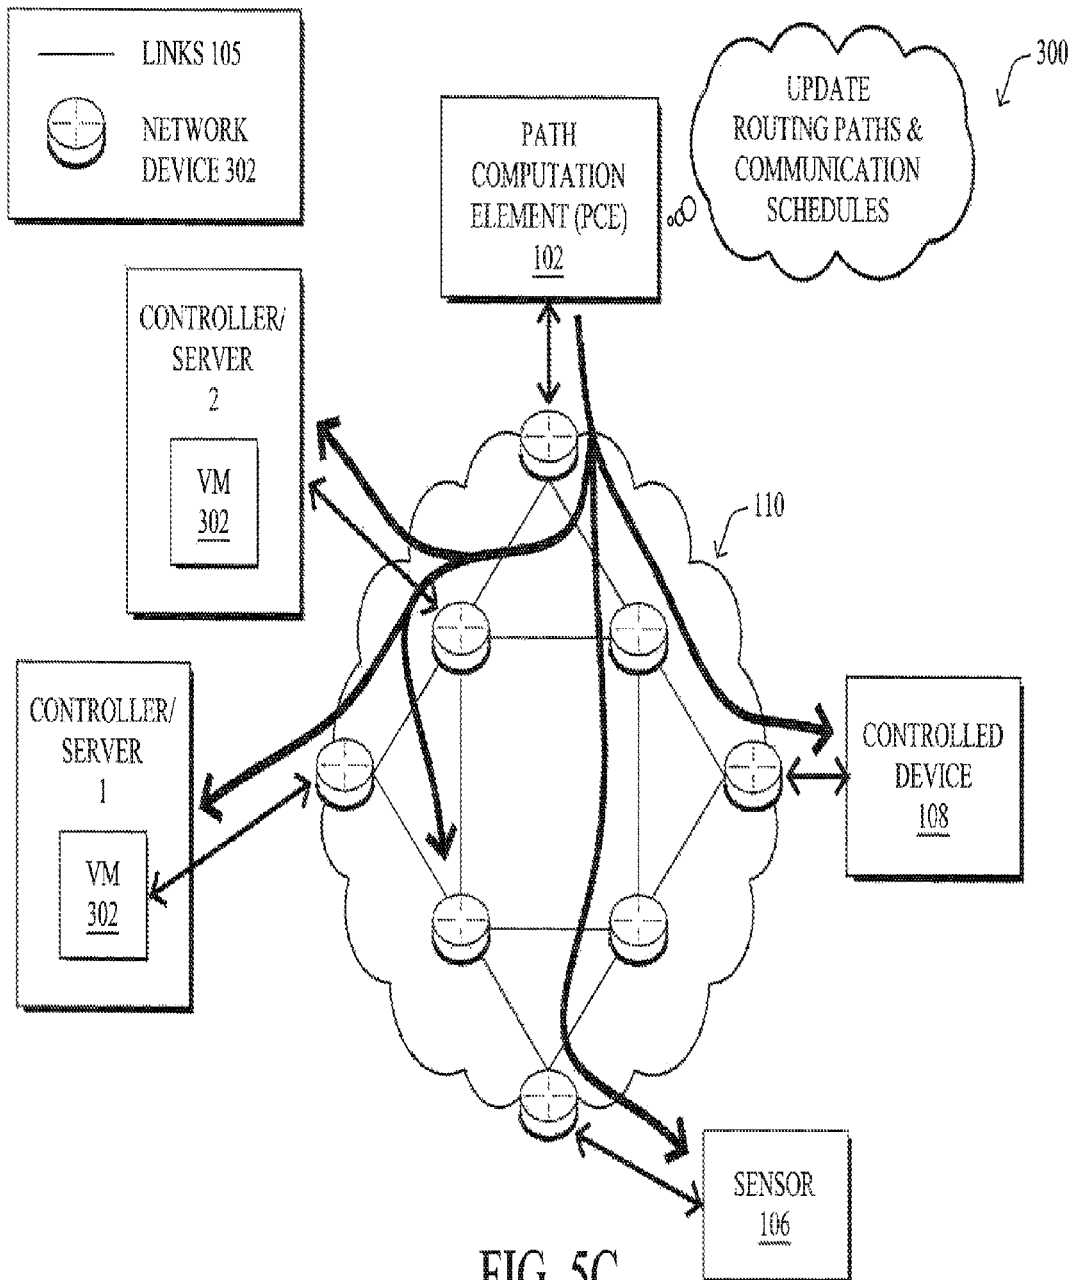 LINKS 105
NETWORK
DEVICE 302
PATH
COMPUTATION
ELEMENT (PCE)
102
UPDATE
ROUTING PATHS &
COMMUNICATION
SCHEDULES
300
CONTROLLER/
SERVER
2
VM
302
110
CONTROLLER/
SERVER
1
VM
302
CONTROLLED
DEVICE
108
SENSOR
106
FIG. 5C